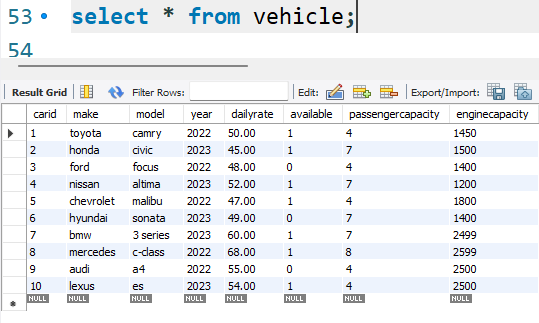 53 select * from vehicle;
54
Result Grid Filter Rows: Edit: Export/Import:
carid make model year dailyrate available passengercapacity enginecapacity
1 toyota camry 2022 50.00 1 4 1450
2 honda civic 2023 45.00 1 7 1500
3 ford focus 2022 48.00 0 4 1400
4 nissan altima 2023 52.00 1 7 1200
5 chevrolet malibu 2022 47.00 1 4 1800
6 hyundai sonata 2023 49.00 0 7 1400
7 bmw 3 series 2023 60.00 1 7 2499
8 mercedes c-class 2022 68.00 1 8 2599
9 audi a4 2022 55.00 0 4 2500
10 lexus es 2023 54.00 1 4 2500
NULL NULL NULL NULL NULL NULL NULL NULL